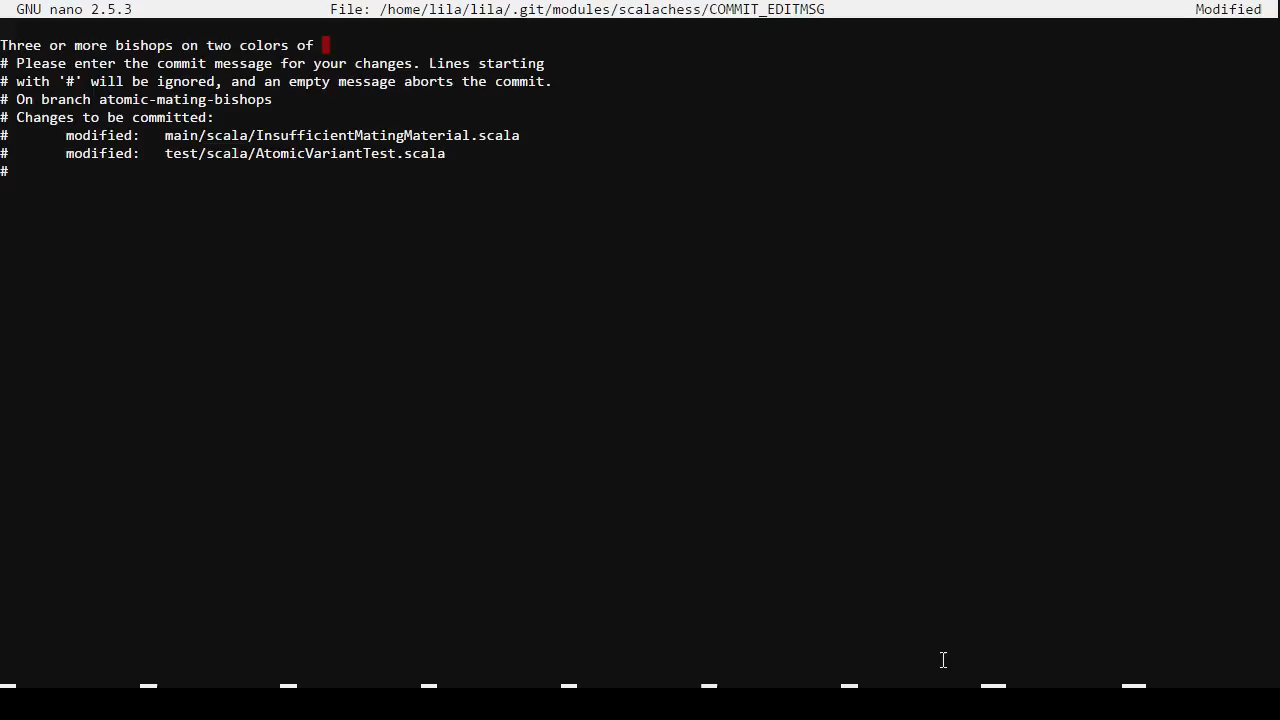 GNU nano 2.5.3 File: /home/lila/lila/.git/modules/scalachess/COMMIT_EDITMSG Modified
Three or more bishops on two colors of
# Please enter the commit message for your changes. Lines starting
# with '#' will be ignored, and an empty message aborts the commit.
# On branch atomic-mating-bishops
# Changes to be committed:
#       modified:   main/scala/InsufficientMatingMaterial.scala
#       modified:   test/scala/AtomicVariantTest.scala
#